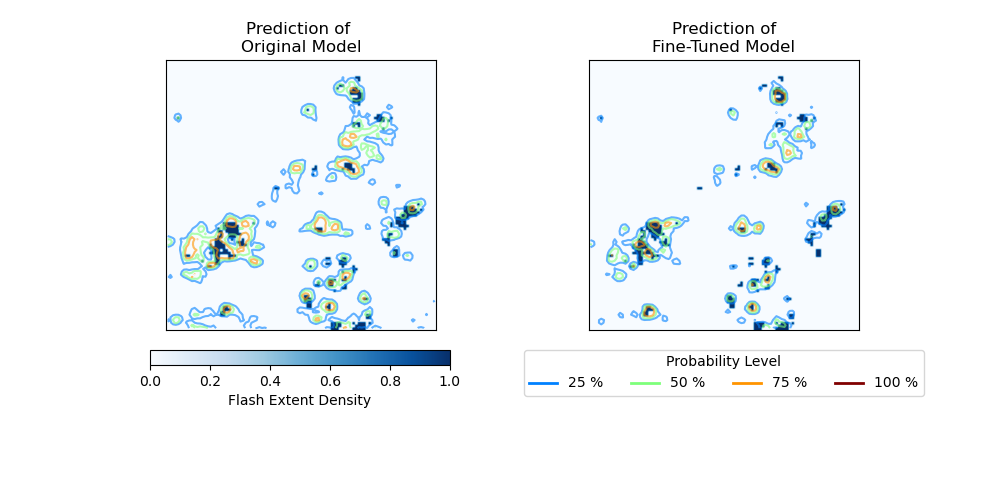 Prediction of
Original Model
Prediction of
Fine-Tuned Model
0.0 0.2 0.4 0.6 0.8 1.0
Flash Extent Density
Probability Level
25 % 50 % 75 % 100 %